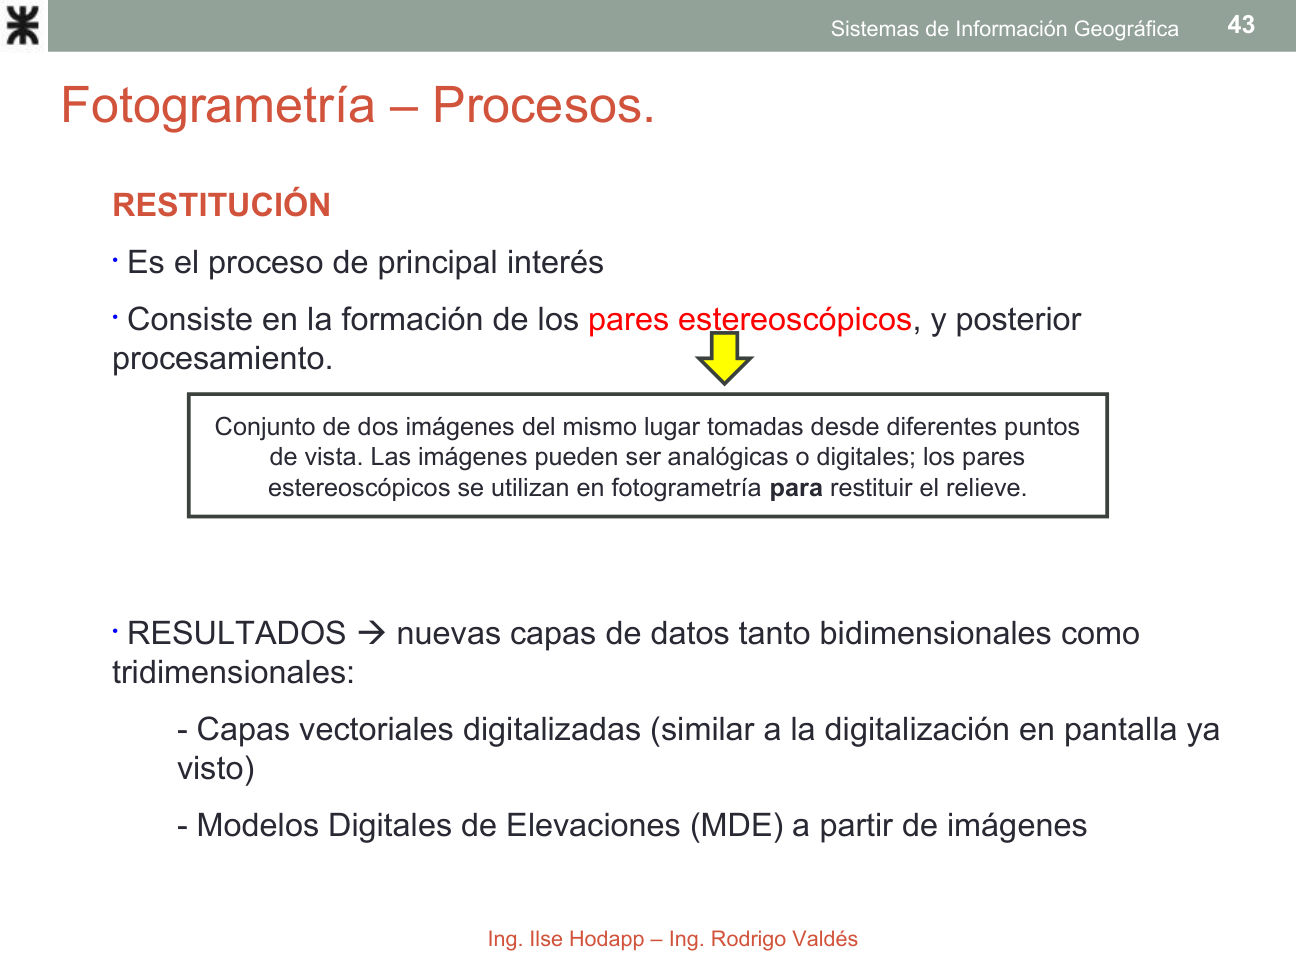 Sistemas de Información Geográfica 43
Fotogrametría – Procesos.
RESTITUCIÓN
• Es el proceso de principal interés
• Consiste en la formación de los pares estereoscópicos, y posterior
procesamiento.
Conjunto de dos imágenes del mismo lugar tomadas desde diferentes puntos
de vista. Las imágenes pueden ser analógicas o digitales; los pares
estereoscópicos se utilizan en fotogrametría para restituir el relieve.
• RESULTADOS → nuevas capas de datos tanto bidimensionales como
tridimensionales:
- Capas vectoriales digitalizadas (similar a la digitalización en pantalla ya
visto)
- Modelos Digitales de Elevaciones (MDE) a partir de imágenes
Ing. Ilse Hodapp – Ing. Rodrigo Valdés